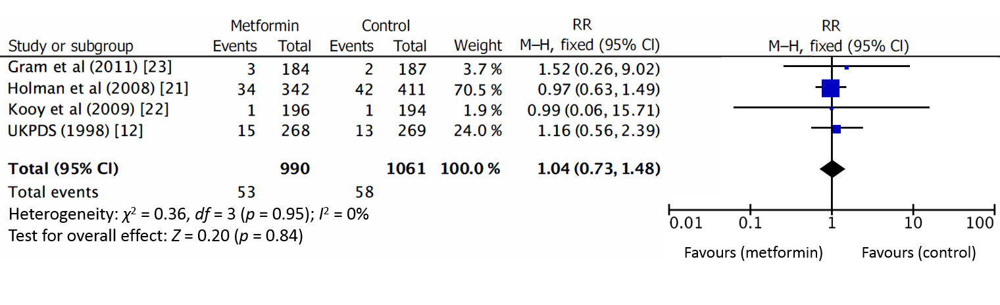 Metformin Control RR RR
Study or subgroup Events Total Events Total Weight M–H, fixed (95% CI) M–H, fixed (95% CI)
Gram et al (2011) [23] 3 184 2 187 3.7 % 1.52 (0.26, 9.02)
Holman et al (2008) [21] 34 342 42 411 70.5 % 0.97 (0.63, 1.49)
Kooy et al (2009) [22] 1 196 1 194 1.9 % 0.99 (0.06, 15.71)
UKPDS (1998) [12] 15 268 13 269 24.0 % 1.16 (0.56, 2.39)
Total (95% CI) 990 1061 100.0 % 1.04 (0.73, 1.48)
Total events 53 58
Heterogeneity: χ² = 0.36, df = 3 (p = 0.95); I² = 0%
Test for overall effect: Z = 0.20 (p = 0.84)
0.01 0.1 1 10 100
Favours (metformin) Favours (control)